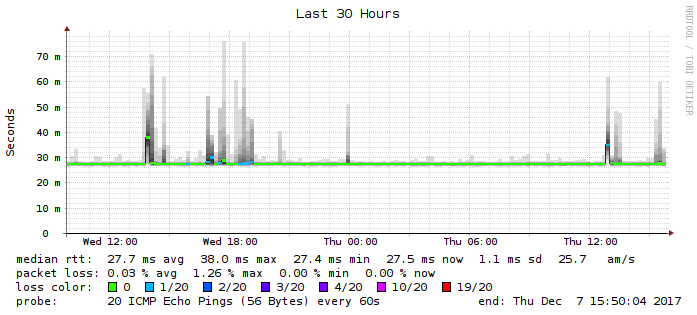 Last 30 Hours
RRDTOOL / TOBI OETIKER
Seconds
70 m
60 m
50 m
40 m
30 m
20 m
10 m
0
Wed 12:00 Wed 18:00 Thu 00:00 Thu 06:00 Thu 12:00
median rtt: 27.7 ms avg 38.0 ms max 27.4 ms min 27.5 ms now 1.1 ms sd 25.7 am/s
packet loss: 0.03 % avg 1.26 % max 0.00 % min 0.00 % now
loss color: 0 1/20 2/20 3/20 4/20 10/20 19/20
probe: 20 ICMP Echo Pings (56 Bytes) every 60s end: Thu Dec 7 15:50:04 2017